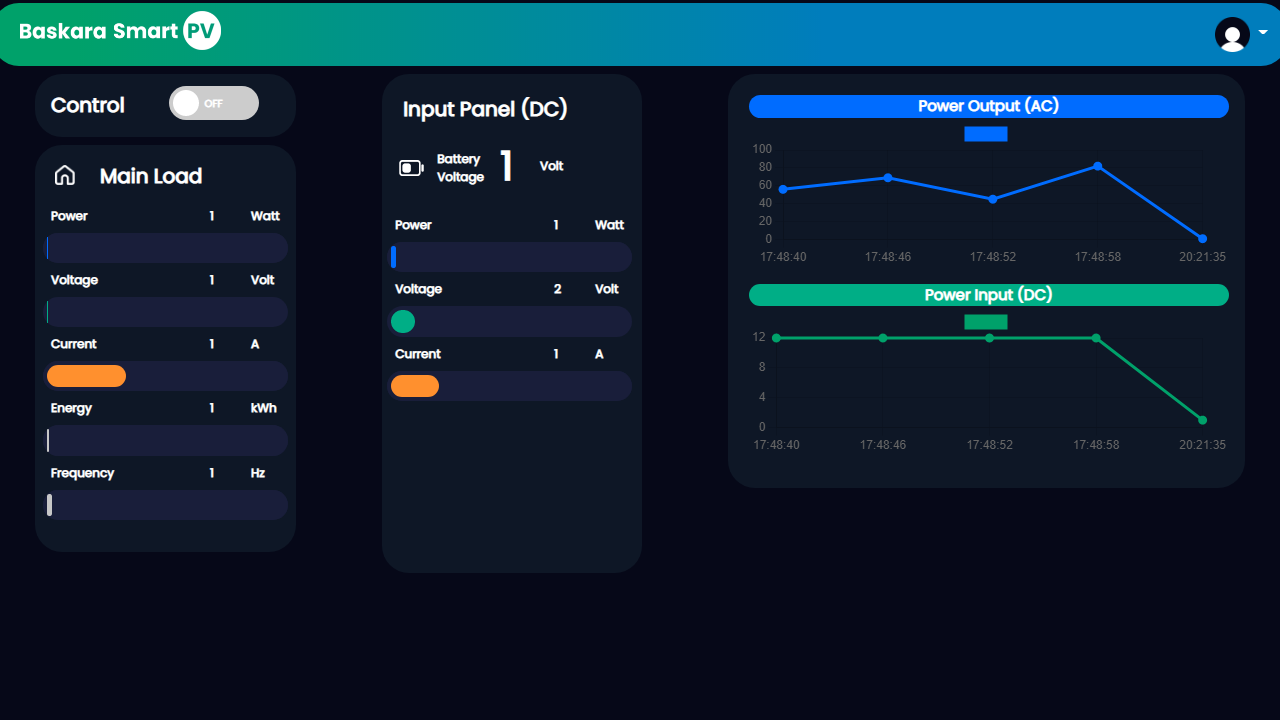 Baskara Smart PV
Control
OFF
Main Load
Power 1 Watt
Voltage 1 Volt
Current 1 A
Energy 1 kWh
Frequency 1 Hz
Input Panel (DC)
Battery
Voltage 1 Volt
Power 1 Watt
Voltage 2 Volt
Current 1 A
Power Output (AC)
100
80
60
40
20
0
17:48:40 17:48:46 17:48:52 17:48:58 20:21:35
Power Input (DC)
12
8
4
0
17:48:40 17:48:46 17:48:52 17:48:58 20:21:35